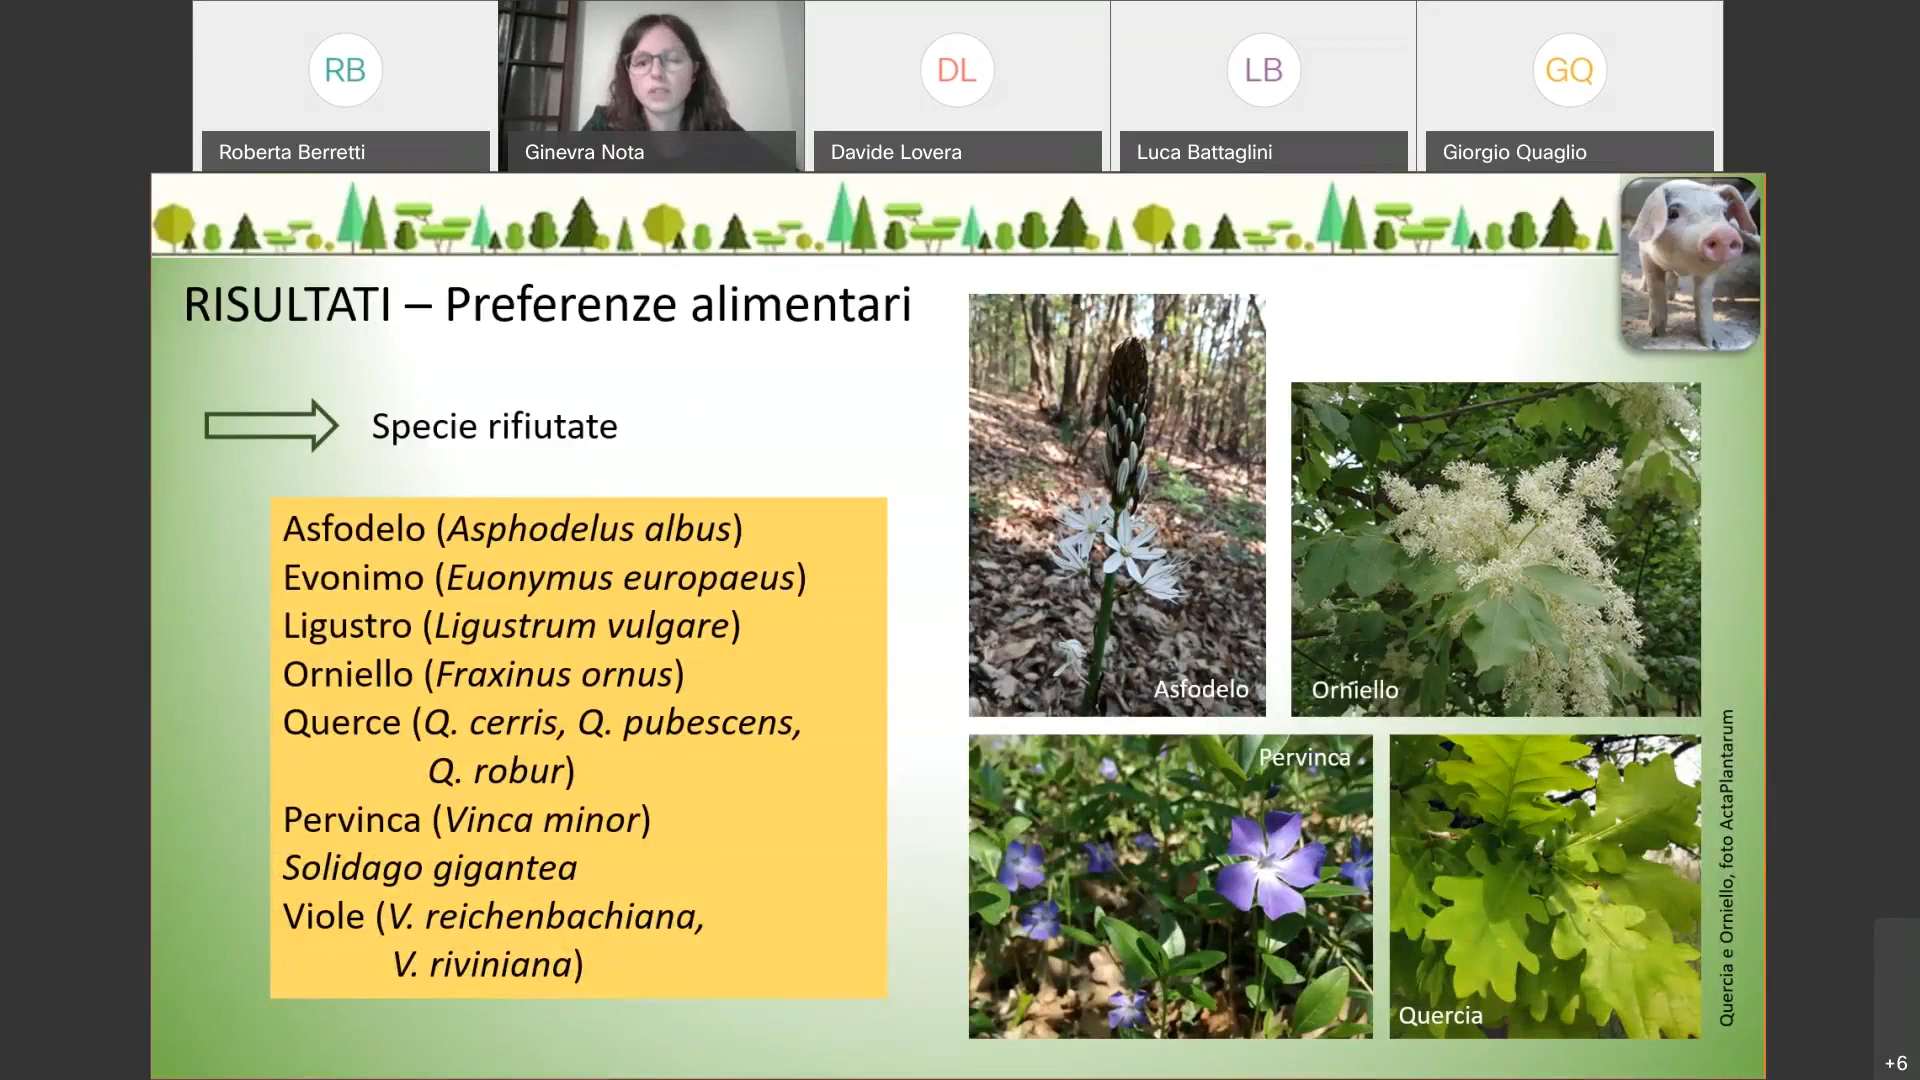 RB
DL
LB
GQ
Roberta Berretti
Ginevra Nota
Davide Lovera
Luca Battaglini
Giorgio Quaglio
RISULTATI – Preferenze alimentari
Specie rifiutate
Asfodelo (Asphodelus albus)
Evonimo (Euonymus europaeus)
Ligustro (Ligustrum vulgare)
Orniello (Fraxinus ornus)
Querce (Q. cerris, Q. pubescens,
Q. robur)
Pervinca (Vinca minor)
Solidago gigantea
Viole (V. reichenbachiana,
V. riviniana)
Asfodelo
Orniello
Pervinca
Quercia
Quercia e Orniello, foto ActaPlantarum
+6